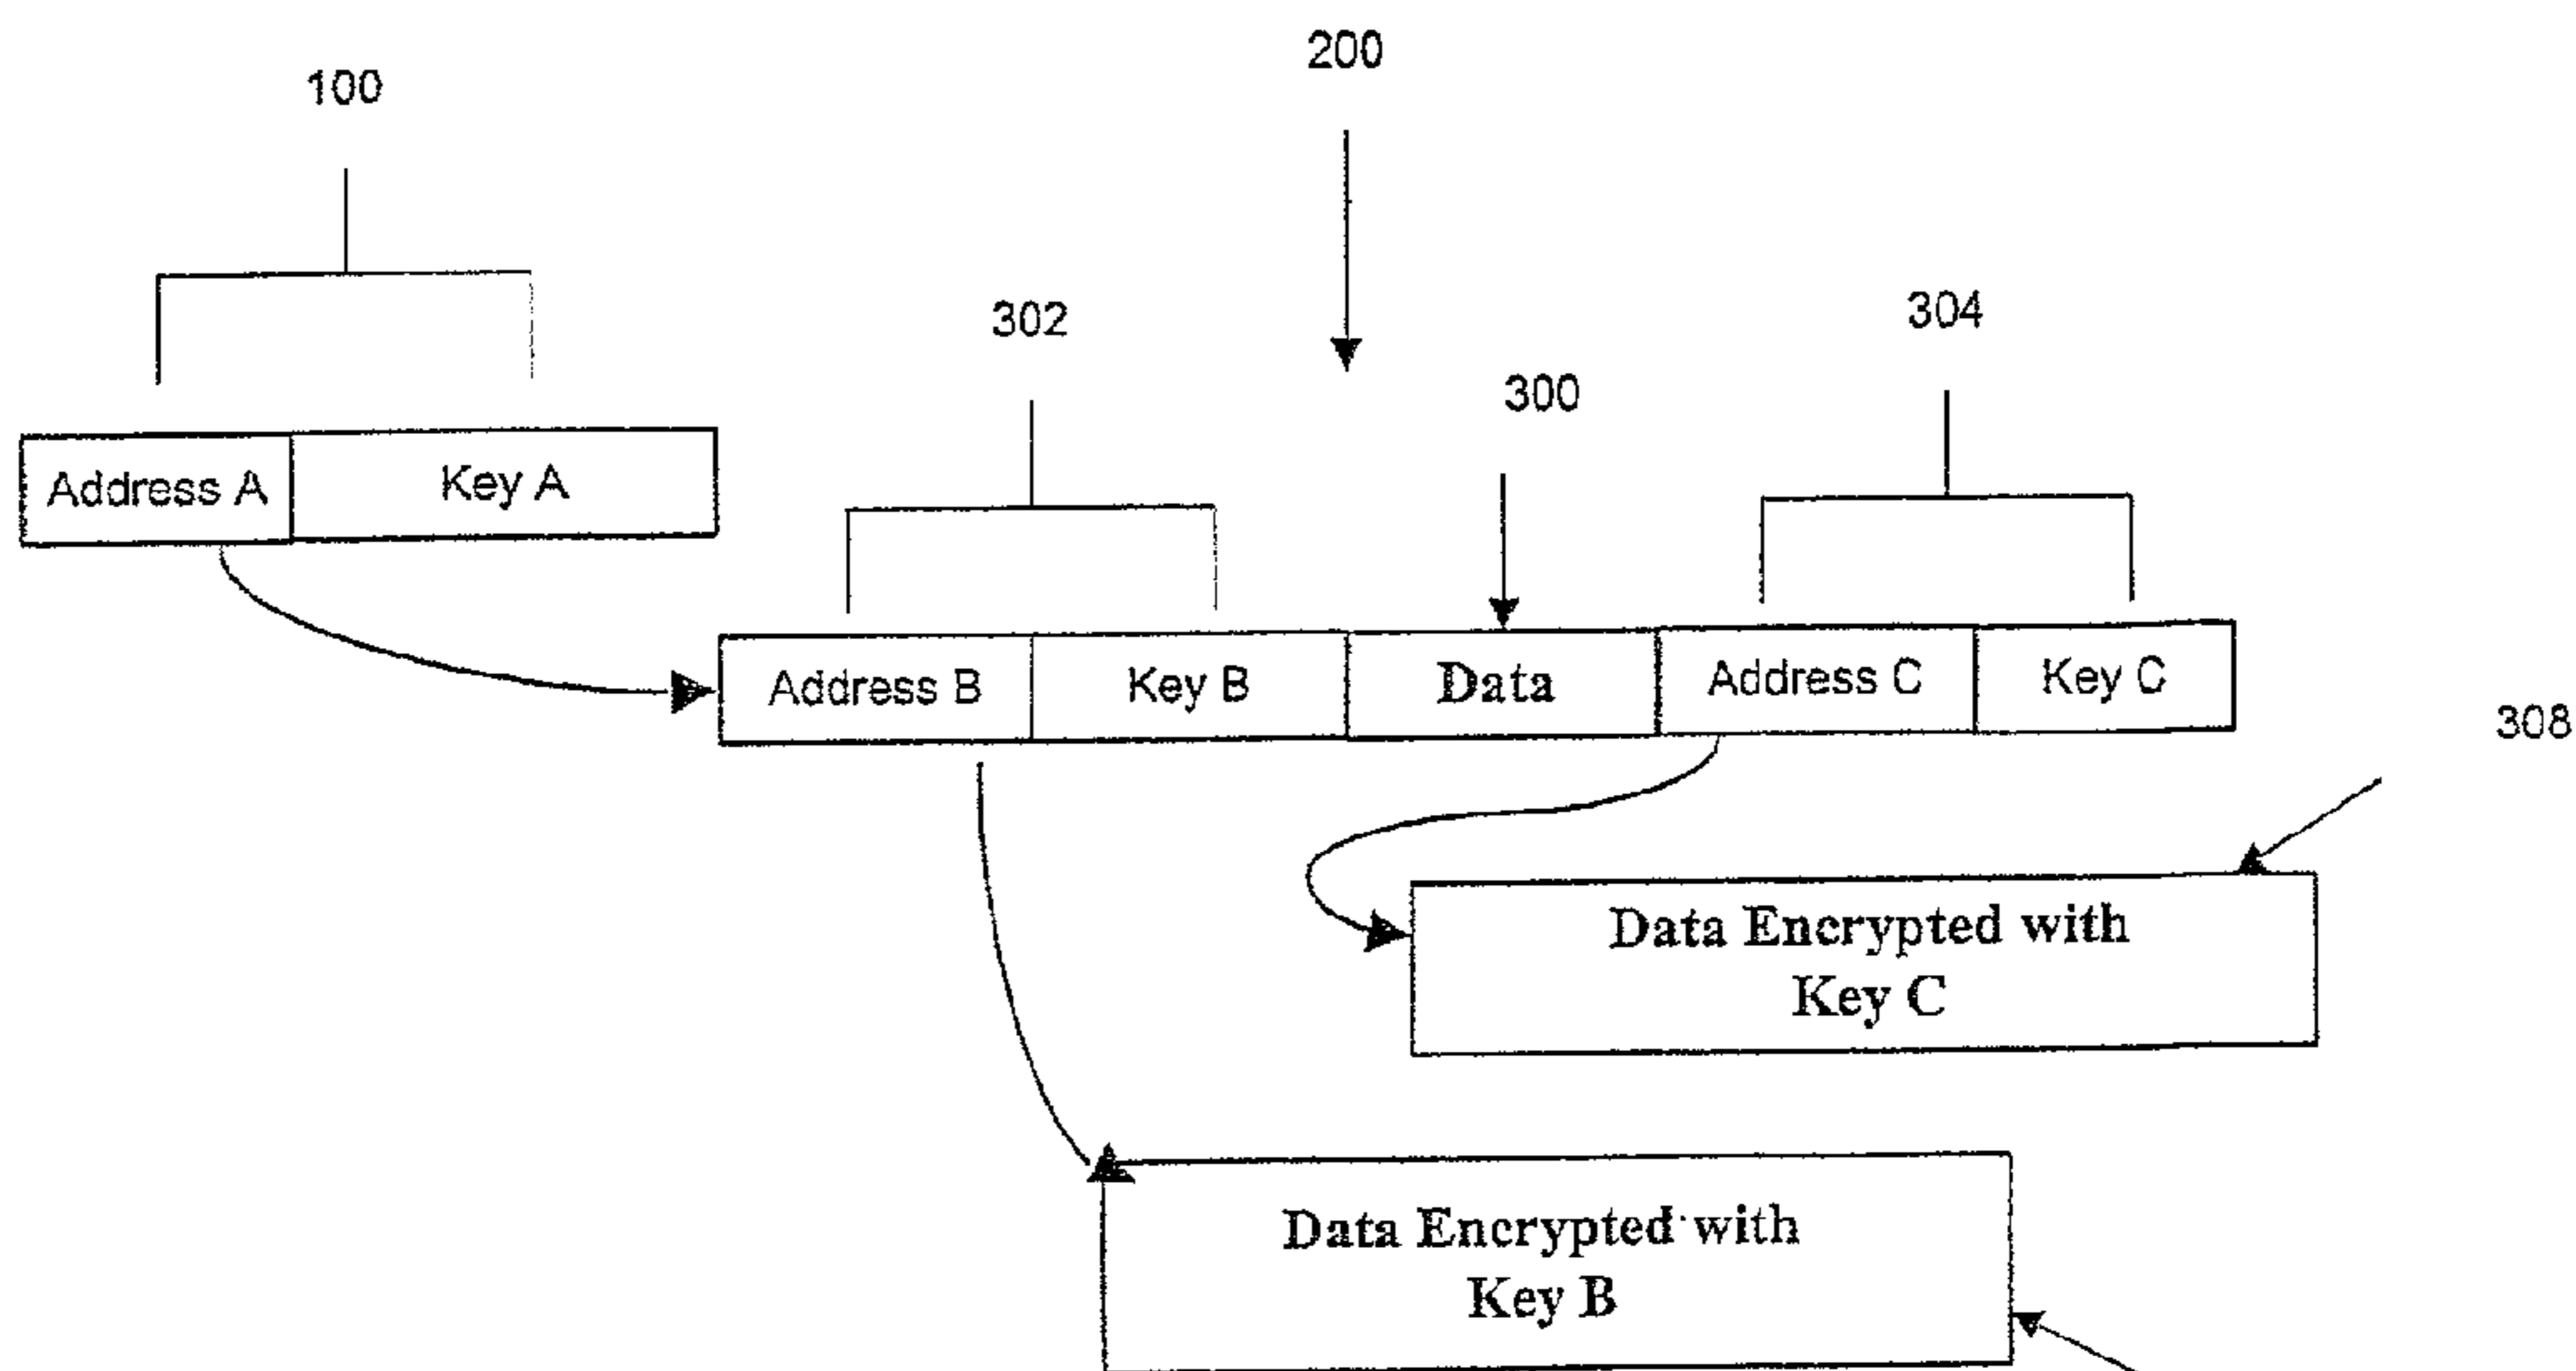 200
100
302
304
300
Address A
Key A
Address B
Key B
Data
Address C
Key C
308
Data Encrypted with
Key C
Data Encrypted with
Key B